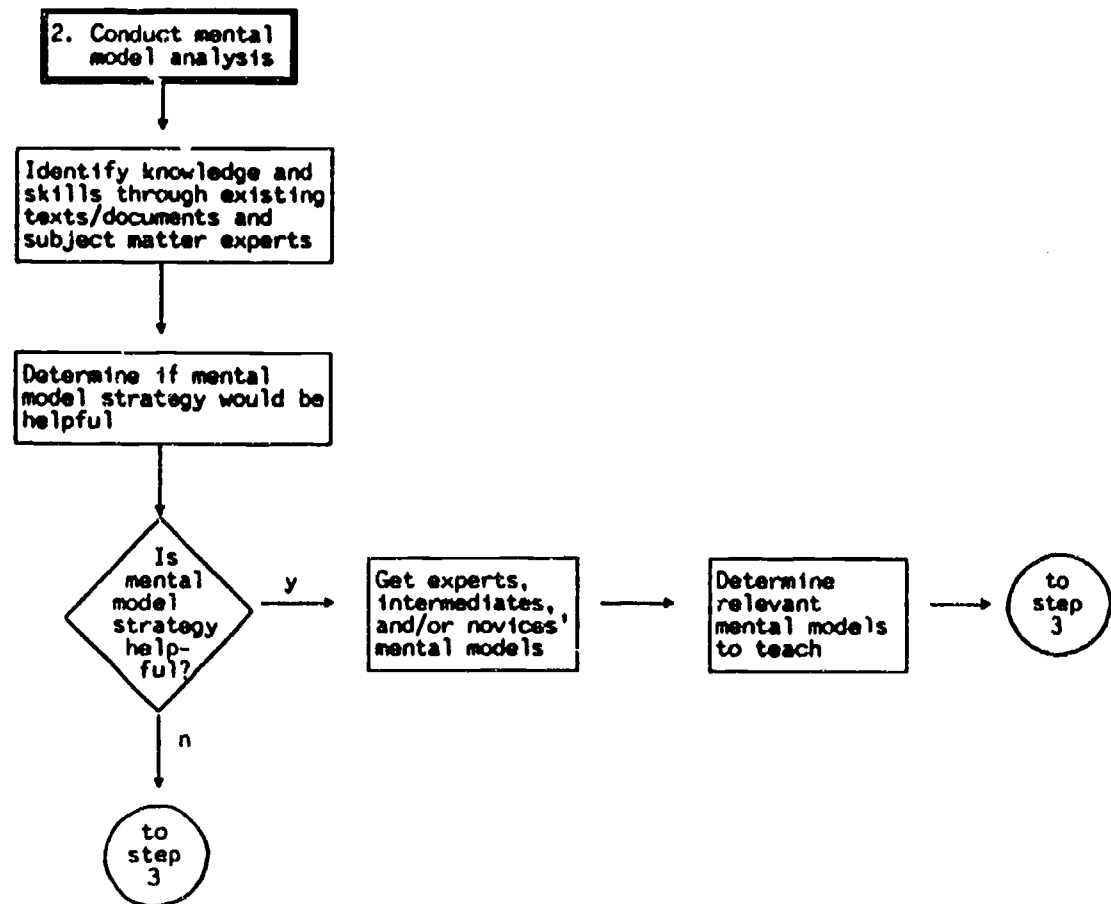 2. Conduct mental
model analysis
Identify knowledge and
skills through existing
texts/documents and
subject matter experts
Determine if mental
model strategy would be
helpful
Is
mental
model
strategy
help-
ful?
y
Get experts,
intermediates,
and/or novices'
mental models
Determine
relevant
mental models
to teach
to
step
3
n
to
step
3